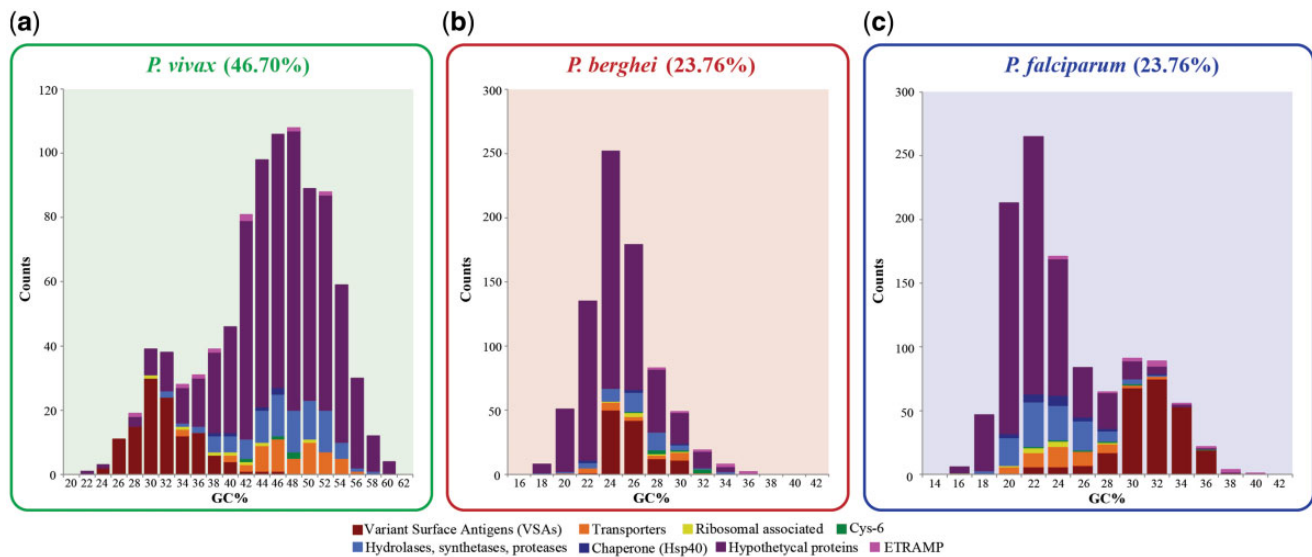 (a)
P. vivax (46.70%)
120
100
80
60
40
20
0
Counts
20 22 24 26 28 30 32 34 36 38 40 42 44 46 48 50 52 54 56 58 60 62
GC%
(b)
P. berghei (23.76%)
300
250
200
150
100
50
0
Counts
16 18 20 22 24 26 28 30 32 34 36 38 40 42
GC%
(c)
P. falciparum (23.76%)
300
250
200
150
100
50
0
Counts
14 16 18 20 22 24 26 28 30 32 34 36 38 40 42
GC%
Variant Surface Antigens (VSAs) Transporters Ribosomal associated Cys-6
Hydrolases, synthetases, proteases Chaperone (Hsp40) Hypothetycal proteins ETRAMP